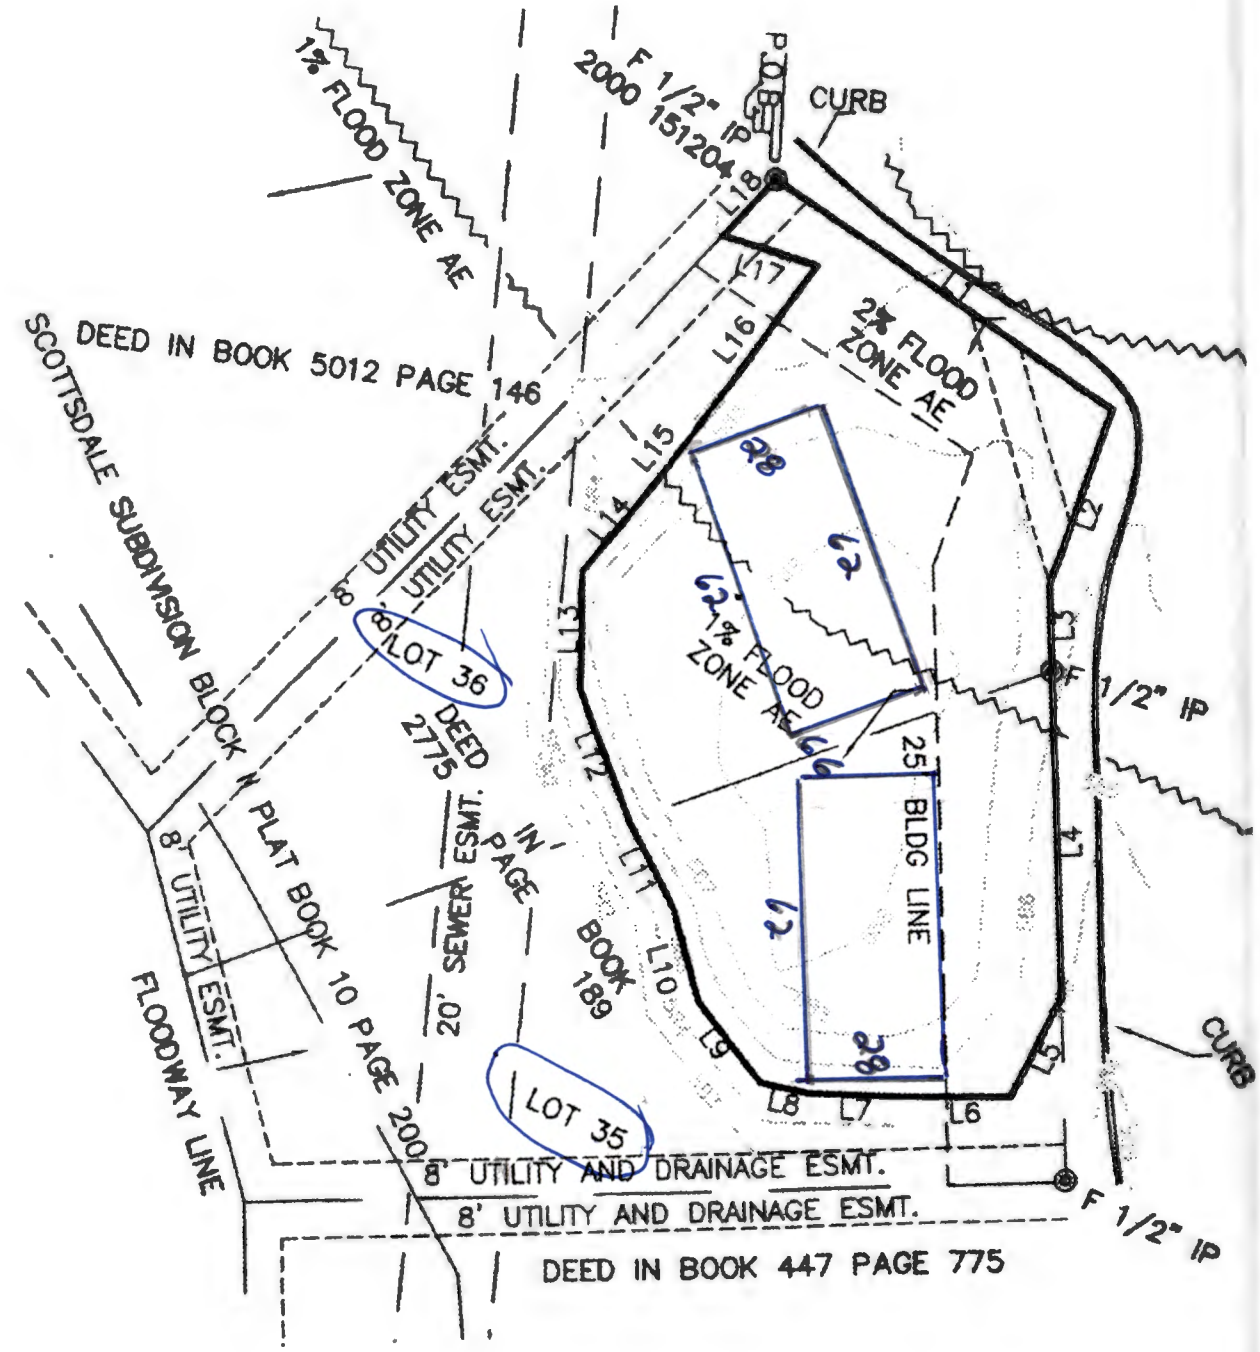 P.O.B.
F 1/2" IP
2000 151204
CURB
1% FLOOD ZONE AE
L18
L17
L1
L16
2% FLOOD
ZONE AE
DEED IN BOOK 5012 PAGE 146
SCOTTSDALE SUBDIVISION BLOCK N PLAT BOOK 10 PAGE 200
L15
28
L14
L2
8' UTILITY ESMT.
8' UTILITY ESMT.
62
62
L13
L3
LOT 36
1% FLOOD
ZONE AE
F 1/2" IP
DEED
2775
L12
66
25' BLDG LINE
IN
PAGE
L11
L4
8' UTILITY ESMT.
20' SEWER ESMT.
62
BOOK
189
L10
FLOODWAY LINE
L9
28
L5
CURB
LOT 35
L8
L7
L6
8' UTILITY AND DRAINAGE ESMT.
8' UTILITY AND DRAINAGE ESMT.
F 1/2" IP
DEED IN BOOK 447 PAGE 775